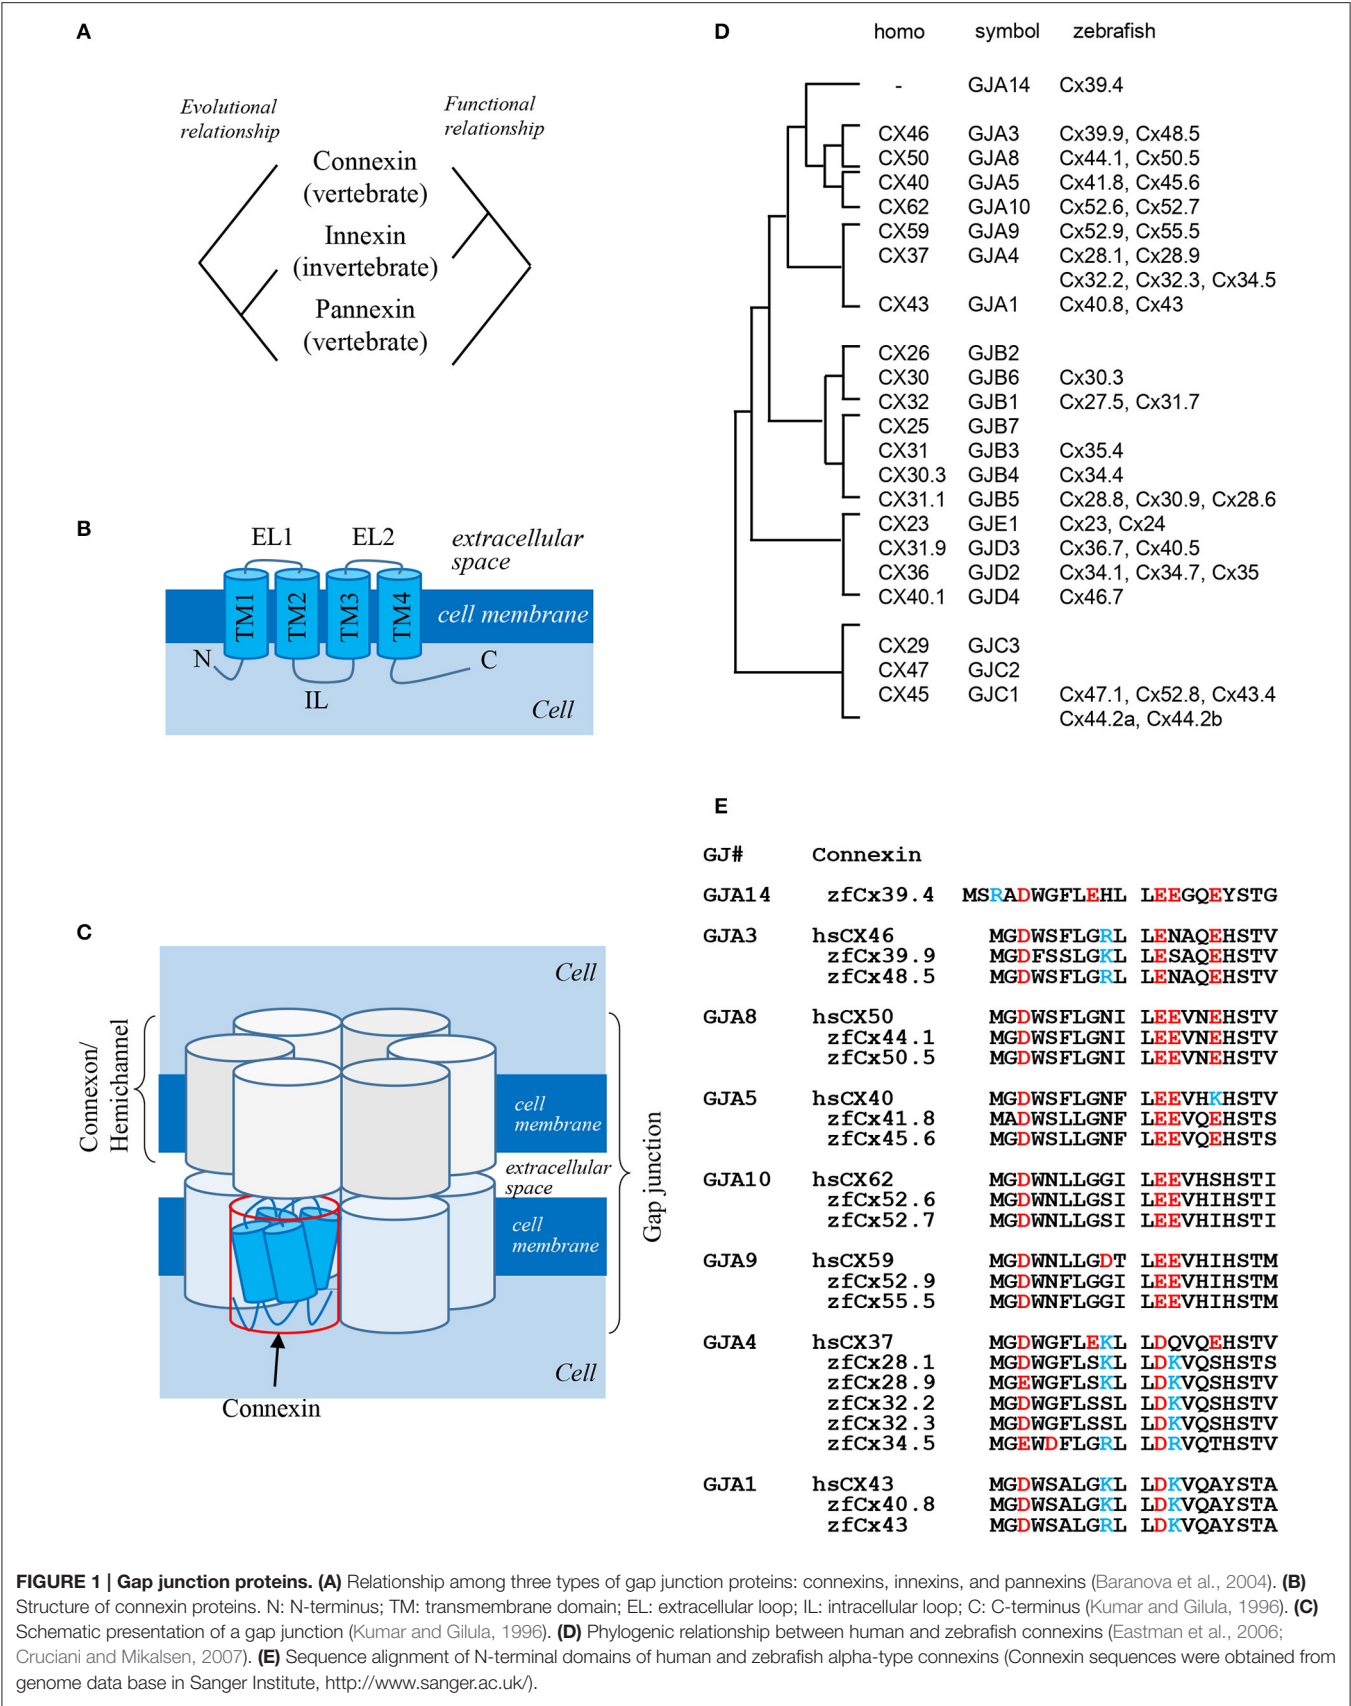 A
Evolutional
relationship
Functional
relationship
Connexin
(vertebrate)
Innexin
(invertebrate)
Pannexin
(vertebrate)
B
EL1 EL2 extracellular
space
TM1 TM2 TM3 TM4 cell membrane
N C
IL
Cell
C
Cell
Connexon/
Hemichannel
cell
membrane
extracellular
space
cell
membrane
Gap junction
Cell
Connexin
D
homo symbol zebrafish
- GJA14 Cx39.4
CX46 GJA3 Cx39.9, Cx48.5
CX50 GJA8 Cx44.1, Cx50.5
CX40 GJA5 Cx41.8, Cx45.6
CX62 GJA10 Cx52.6, Cx52.7
CX59 GJA9 Cx52.9, Cx55.5
CX37 GJA4 Cx28.1, Cx28.9
Cx32.2, Cx32.3, Cx34.5
CX43 GJA1 Cx40.8, Cx43
CX26 GJB2
CX30 GJB6 Cx30.3
CX32 GJB1 Cx27.5, Cx31.7
CX25 GJB7
CX31 GJB3 Cx35.4
CX30.3 GJB4 Cx34.4
CX31.1 GJB5 Cx28.8, Cx30.9, Cx28.6
CX23 GJE1 Cx23, Cx24
CX31.9 GJD3 Cx36.7, Cx40.5
CX36 GJD2 Cx34.1, Cx34.7, Cx35
CX40.1 GJD4 Cx46.7
CX29 GJC3
CX47 GJC2
CX45 GJC1 Cx47.1, Cx52.8, Cx43.4
Cx44.2a, Cx44.2b
E
GJ# Connexin
GJA14 zfCx39.4 MSRADWGFLEHL LEEGQEYSTG
GJA3 hsCX46 MGDWSFLGRL LENAQEHSTV
zfCx39.9 MGDFSSLGKL LESAQEHSTV
zfCx48.5 MGDWSFLGRL LENAQEHSTV
GJA8 hsCX50 MGDWSFLGNI LEEVNEHSTV
zfCx44.1 MGDWSFLGNI LEEVNEHSTV
zfCx50.5 MGDWSFLGNI LEEVNEHSTV
GJA5 hsCX40 MGDWSFLGNF LEEVHKHSTV
zfCx41.8 MADWSLLGNF LEEVQEHSTS
zfCx45.6 MGDWSLLGNF LEEVQEHSTS
GJA10 hsCX62 MGDWNLLGGI LEEVHSHSTI
zfCx52.6 MGDWNLLGSI LEEVHIHSTI
zfCx52.7 MGDWNLLGSI LEEVHIHSTI
GJA9 hsCX59 MGDWNLLGDT LEEVHIHSTM
zfCx52.9 MGDWNFLGGI LEEVHIHSTM
zfCx55.5 MGDWNFLGGI LEEVHIHSTM
GJA4 hsCX37 MGDWGFLEKL LDQVQEHSTV
zfCx28.1 MGDWGFLSKL LDKVQSHSTS
zfCx28.9 MGEWGFLSKL LDKVQSHSTV
zfCx32.2 MGDWGFLSSL LDKVQSHSTV
zfCx32.3 MGDWGFLSSL LDKVQSHSTV
zfCx34.5 MGEWDFLGRL LDRVQTHSTV
GJA1 hsCX43 MGDWSALGKL LDKVQAYSTA
zfCx40.8 MGDWSALGKL LDKVQAYSTA
zfCx43 MGDWSALGRL LDKVQAYSTA
FIGURE 1 | Gap junction proteins. (A) Relationship among three types of gap junction proteins: connexins, innexins, and pannexins (Baranova et al., 2004). (B)
Structure of connexin proteins. N: N-terminus; TM: transmembrane domain; EL: extracellular loop; IL: intracellular loop; C: C-terminus (Kumar and Gilula, 1996). (C)
Schematic presentation of a gap junction (Kumar and Gilula, 1996). (D) Phylogenic relationship between human and zebrafish connexins (Eastman et al., 2006;
Cruciani and Mikalsen, 2007). (E) Sequence alignment of N-terminal domains of human and zebrafish alpha-type connexins (Connexin sequences were obtained from
genome data base in Sanger Institute, http://www.sanger.ac.uk/).